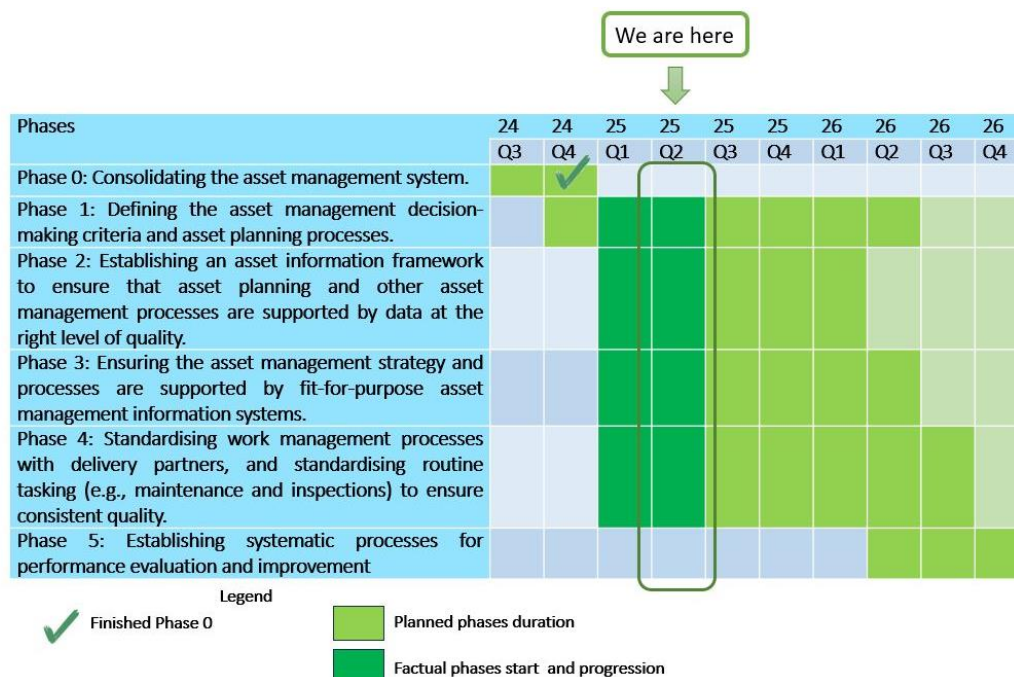 We are here
Phases 24 24 25 25 25 25 26 26 26 26
Q3 Q4 Q1 Q2 Q3 Q4 Q1 Q2 Q3 Q4
Phase 0: Consolidating the asset management system.
Phase 1: Defining the asset management decision-
making criteria and asset planning processes.
Phase 2: Establishing an asset information framework
to ensure that asset planning and other asset
management processes are supported by data at the
right level of quality.
Phase 3: Ensuring the asset management strategy and
processes are supported by fit-for-purpose asset
management information systems.
Phase 4: Standardising work management processes
with delivery partners, and standardising routine
tasking (e.g., maintenance and inspections) to ensure
consistent quality.
Phase 5: Establishing systematic processes for
performance evaluation and improvement
Legend
Finished Phase 0
Planned phases duration
Factual phases start and progression